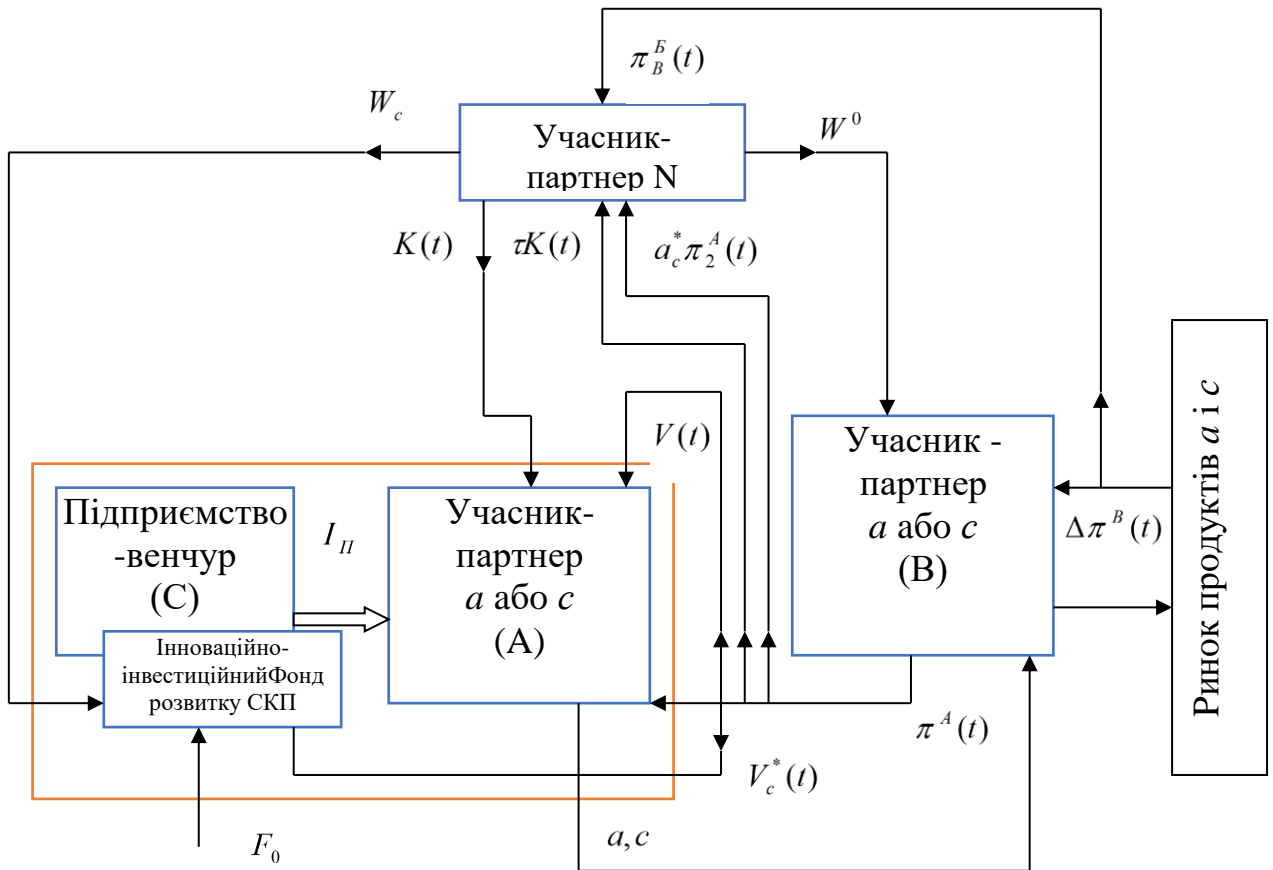 π_B^Б(t)
W_c
W^0
Учасник-
партнер N
K(t)
τK(t)
a_c^*π_2^A(t)
V(t)
Підприємство
-венчур
(С)
I_П
Учасник-
партнер
а або с
(А)
Учасник -
партнер
а або с
(В)
Δπ^B(t)
Ринок продуктів а і с
Інноваційно-
інвестиційнийФонд
розвитку СКП
π^A(t)
V_c^*(t)
F_0
a,c